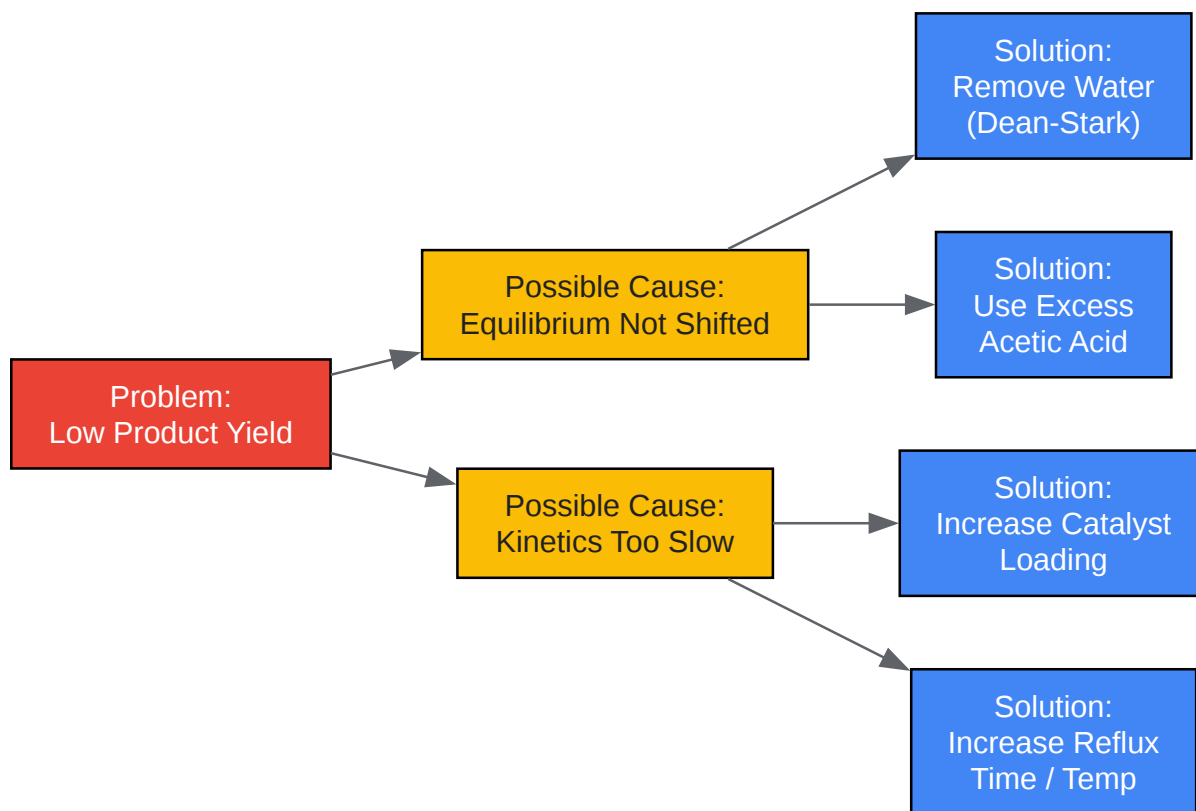 Problem:
Low Product Yield
Possible Cause:
Equilibrium Not Shifted
Possible Cause:
Kinetics Too Slow
Solution:
Remove Water
(Dean-Stark)
Solution:
Use Excess
Acetic Acid
Solution:
Increase Catalyst
Loading
Solution:
Increase Reflux
Time / Temp